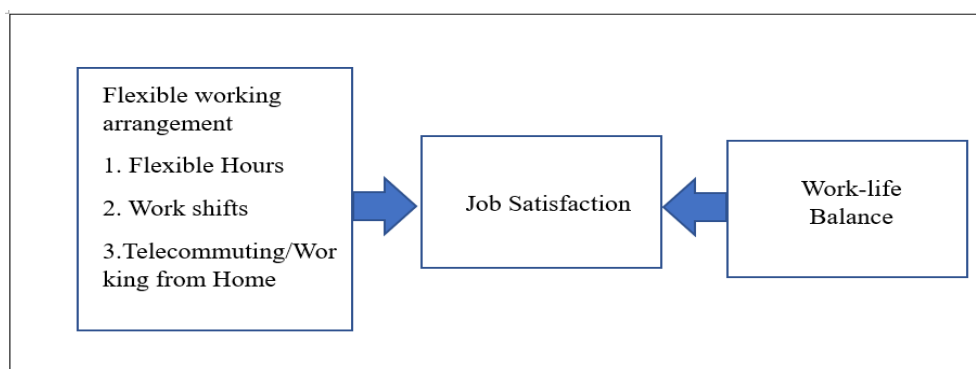 Flexible working
arrangement
1. Flexible Hours
2. Work shifts
3.Telecommuting/Wor
king from Home
Job Satisfaction
Work-life
Balance